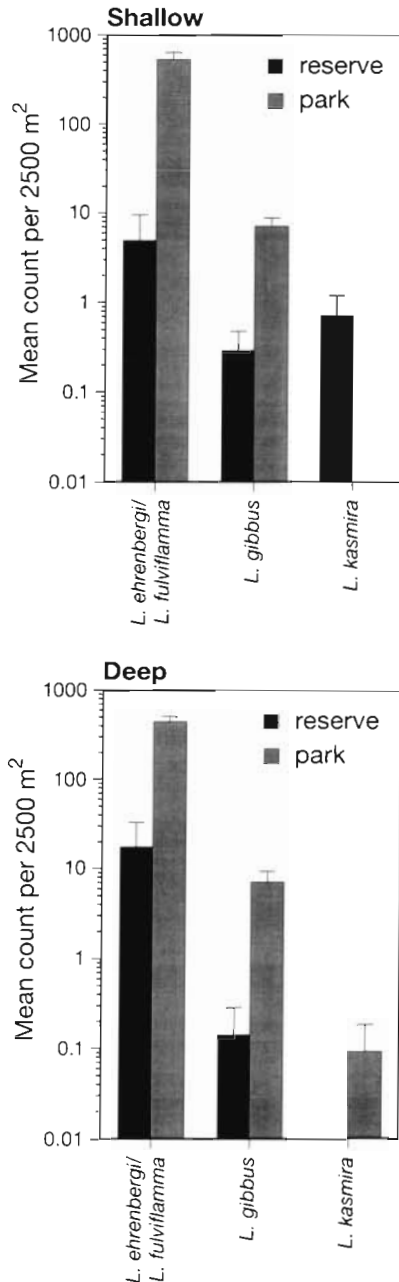 Shallow
1000
100
10
1
0.1
0.01
Mean count per 2500 m²
reserve
park
L. ehrenbergi/
L. fulviflamma
L. gibbus
L. kasmira
Deep
1000
100
10
1
0.1
0.01
Mean count per 2500 m²
reserve
park
L. ehrenbergi/
L. fulviflamma
L. gibbus
L. kasmira